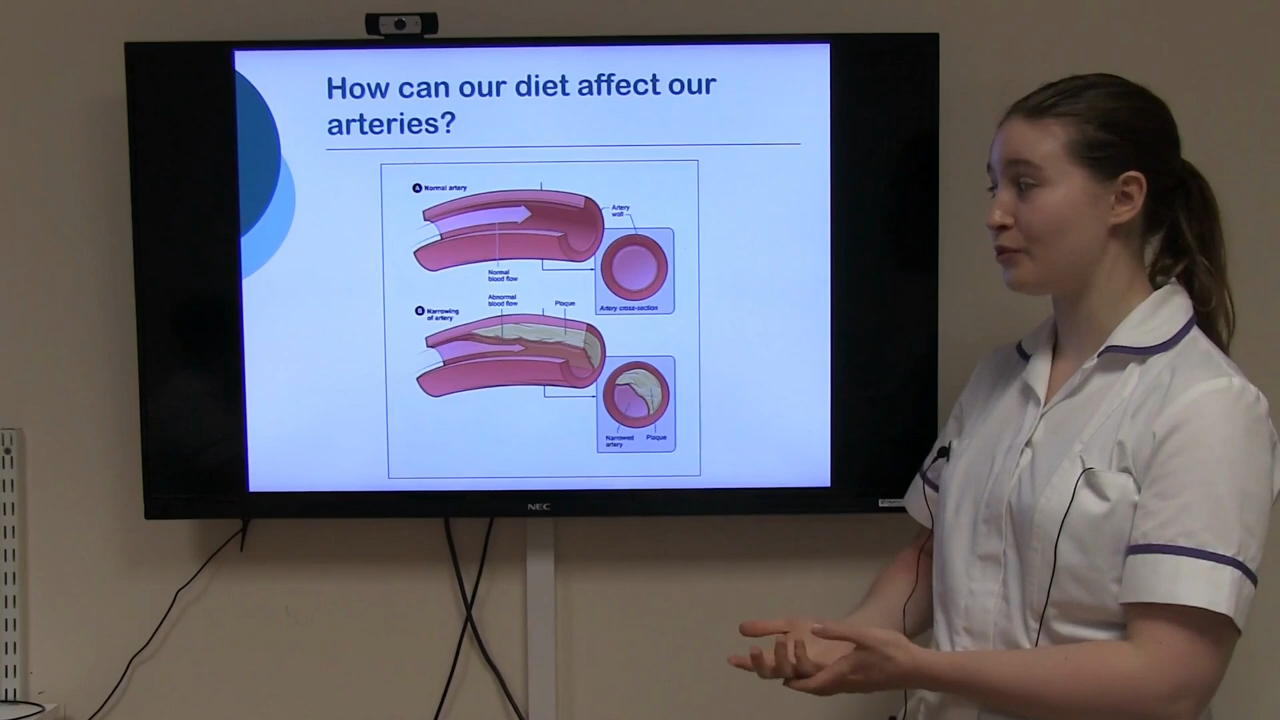 How can our diet affect our
arteries?
A Normal artery
Artery
wall
Normal
blood flow
Artery cross-section
Abnormal
blood flow
Plaque
B Narrowing
of artery
Narrowed
artery
Plaque
NEC